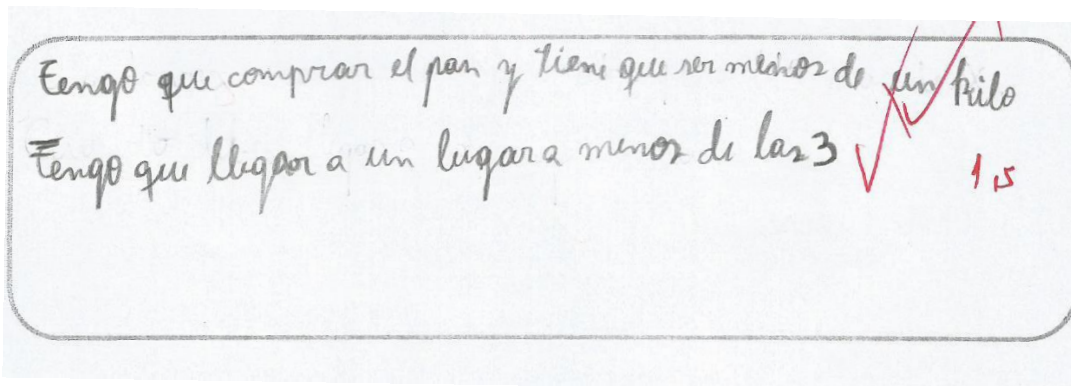 Tengo que comprar el pan y tiene que ser menos de un kilo
Tengo que llegar a un lugar a menos de las 3
1,5